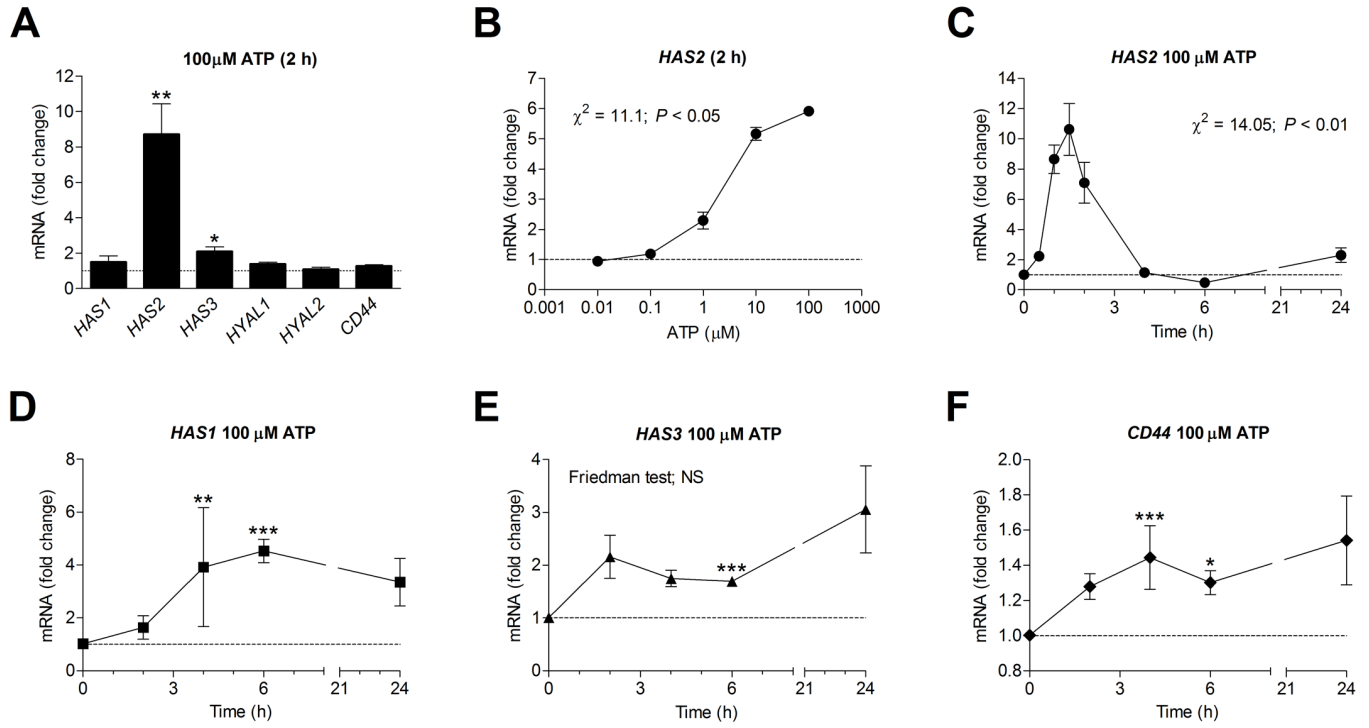 A
100μM ATP (2 h)
mRNA (fold change)
12
10
8
6
4
2
0
**
*
HAS1
HAS2
HAS3
HYAL1
HYAL2
CD44
B
HAS2 (2 h)
mRNA (fold change)
7
6
5
4
3
2
1
0
χ² = 11.1; P < 0.05
0.001
0.01
0.1
1
10
100
1000
ATP (μM)
C
HAS2 100 μM ATP
mRNA (fold change)
14
12
10
8
6
4
2
0
χ² = 14.05; P < 0.01
0
3
6
21
24
Time (h)
D
HAS1 100 μM ATP
mRNA (fold change)
8
6
4
2
0
**
***
0
3
6
21
24
Time (h)
E
HAS3 100 μM ATP
mRNA (fold change)
4
3
2
1
0
Friedman test; NS
***
0
3
6
21
24
Time (h)
F
CD44 100 μM ATP
mRNA (fold change)
2.0
1.8
1.6
1.4
1.2
1.0
0.8
***
*
0
3
6
21
24
Time (h)